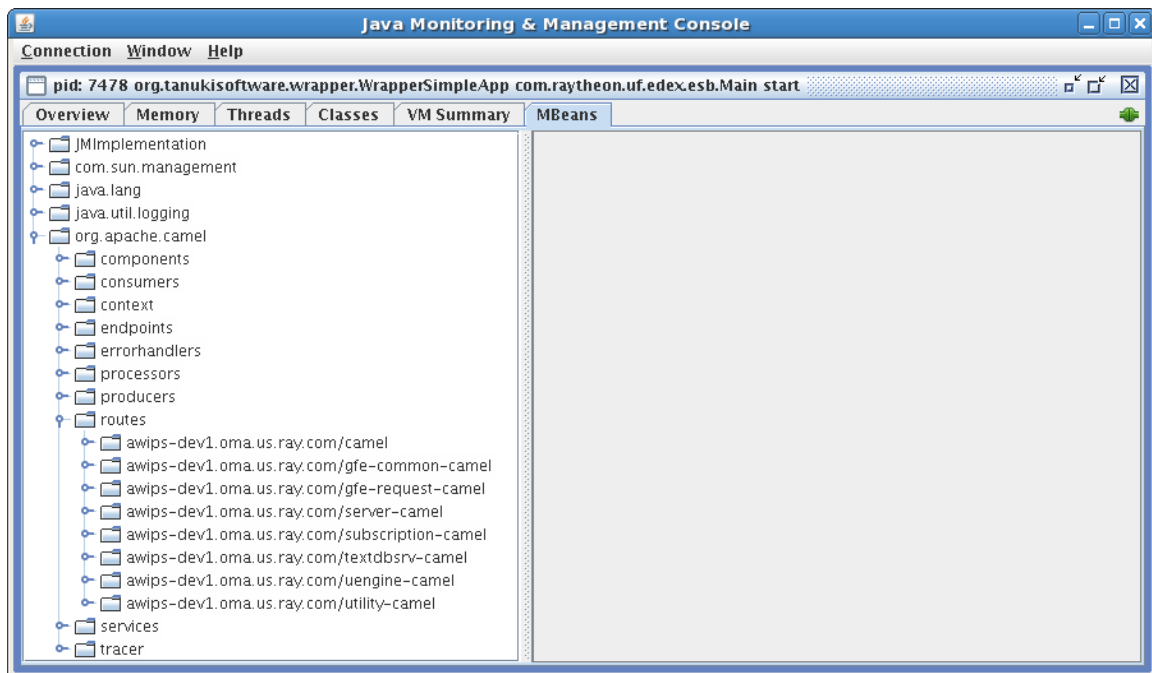 Java Monitoring & Management Console
Connection Window Help
pid: 7478 org.tanukisoftware.wrapper.WrapperSimpleApp com.raytheon.uf.edex.esb.Main start
Overview Memory Threads Classes VM Summary MBeans
JMImplementation
com.sun.management
java.lang
java.util.logging
org.apache.camel
components
consumers
context
endpoints
errorhandlers
processors
producers
routes
awips-dev1.oma.us.ray.com/camel
awips-dev1.oma.us.ray.com/gfe-common-camel
awips-dev1.oma.us.ray.com/gfe-request-camel
awips-dev1.oma.us.ray.com/server-camel
awips-dev1.oma.us.ray.com/subscription-camel
awips-dev1.oma.us.ray.com/textdbsrv-camel
awips-dev1.oma.us.ray.com/uengine-camel
awips-dev1.oma.us.ray.com/utility-camel
services
tracer